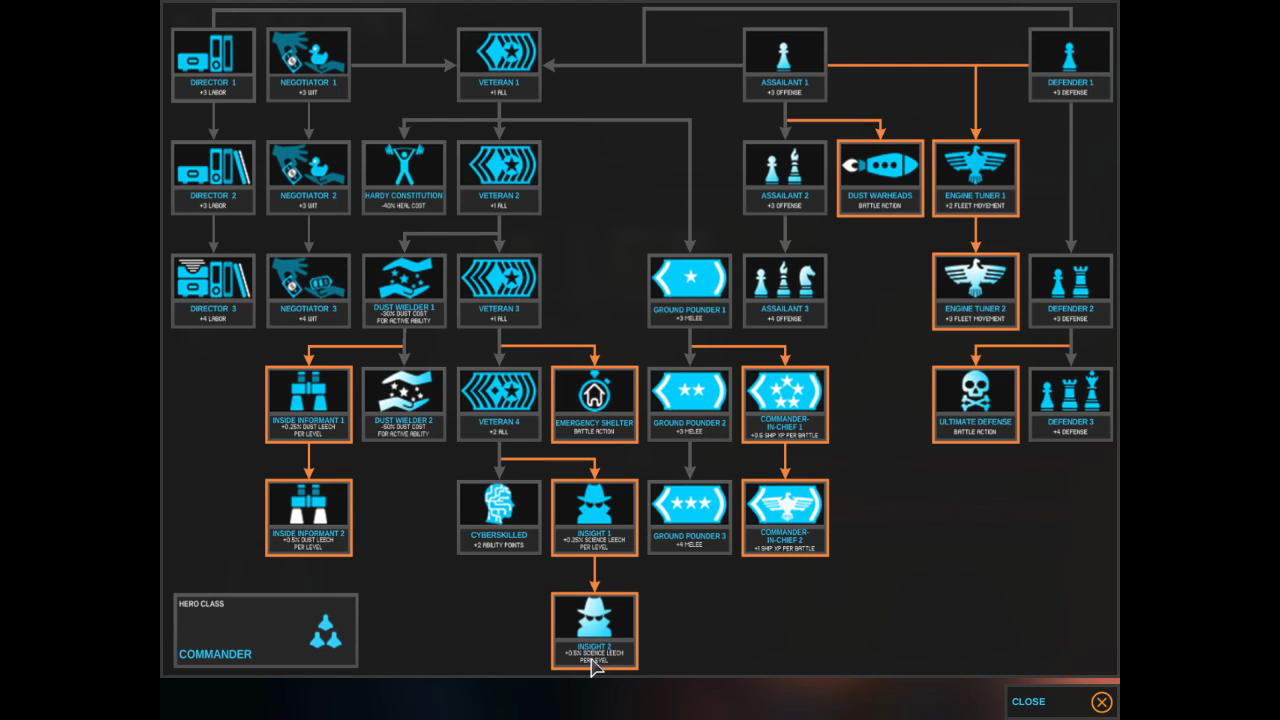 DIRECTOR 1
+3 LABOR
NEGOTIATOR 1
+3 WIT
VETERAN 1
+1 ALL
ASSAILANT 1
+3 OFFENSE
DEFENDER 1
+3 DEFENSE
DIRECTOR 2
+3 LABOR
NEGOTIATOR 2
+3 WIT
HARDY CONSTITUTION
-40% HEAL COST
VETERAN 2
+1 ALL
ASSAILANT 2
+3 OFFENSE
DUST WARHEADS
BATTLE ACTION
ENGINE TUNER 1
+2 FLEET MOVEMENT
DIRECTOR 3
+4 LABOR
NEGOTIATOR 3
+4 WIT
DUST WIELDER 1
-30% DUST COST
FOR ACTIVE ABILITY
VETERAN 3
+1 ALL
GROUND POUNDER 1
+3 MELEE
ASSAILANT 3
+4 OFFENSE
ENGINE TUNER 2
+3 FLEET MOVEMENT
DEFENDER 2
+3 DEFENSE
INSIDE INFORMANT 1
+0.25% DUST LEECH
PER LEVEL
DUST WIELDER 2
-50% DUST COST
FOR ACTIVE ABILITY
VETERAN 4
+2 ALL
EMERGENCY SHELTER
BATTLE ACTION
GROUND POUNDER 2
+3 MELEE
COMMANDER-
IN-CHIEF 1
+0.5 SHIP XP PER BATTLE
ULTIMATE DEFENSE
BATTLE ACTION
DEFENDER 3
+4 DEFENSE
INSIDE INFORMANT 2
+0.5% DUST LEECH
PER LEVEL
CYBERSKILLED
+2 ABILITY POINTS
INSIGHT 1
+0.25% SCIENCE LEECH
PER LEVEL
GROUND POUNDER 3
+4 MELEE
COMMANDER-
IN-CHIEF 2
+1 SHIP XP PER BATTLE
INSIGHT 2
+0.5% SCIENCE LEECH
PER LEVEL
HERO CLASS
COMMANDER
CLOSE